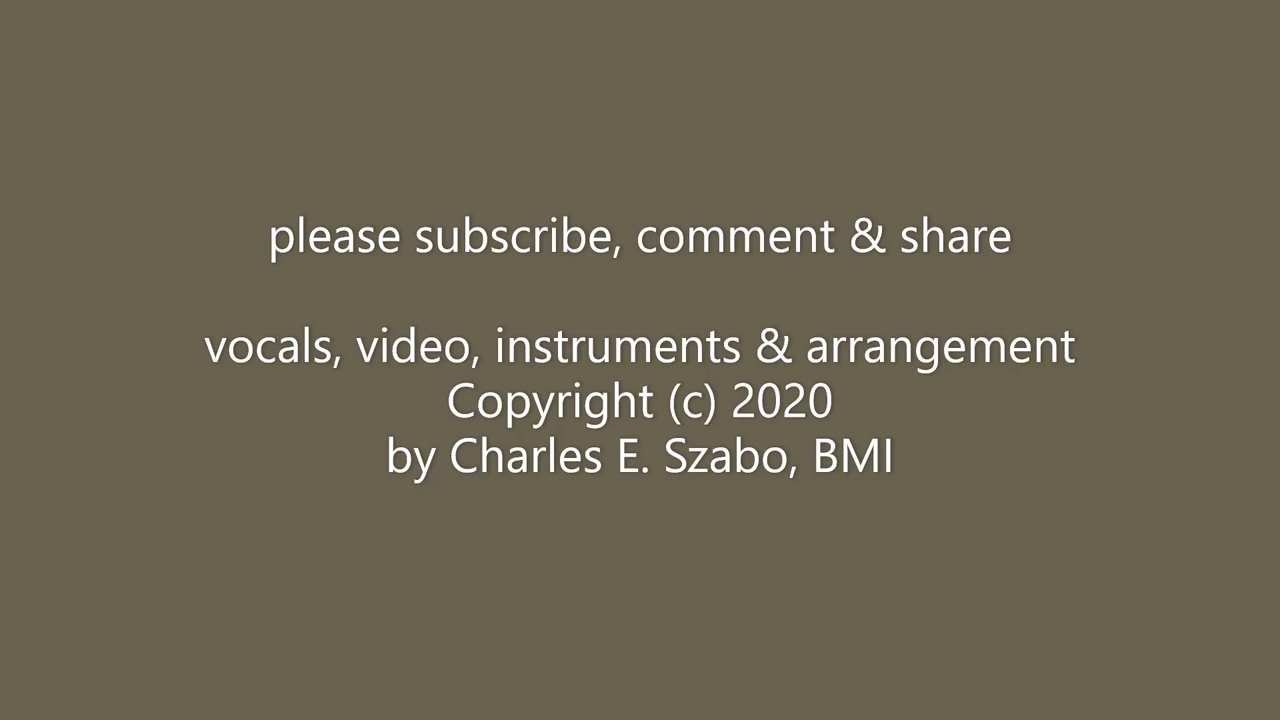 please subscribe, comment & share
vocals, video, instruments & arrangement
Copyright (c) 2020
by Charles E. Szabo, BMI